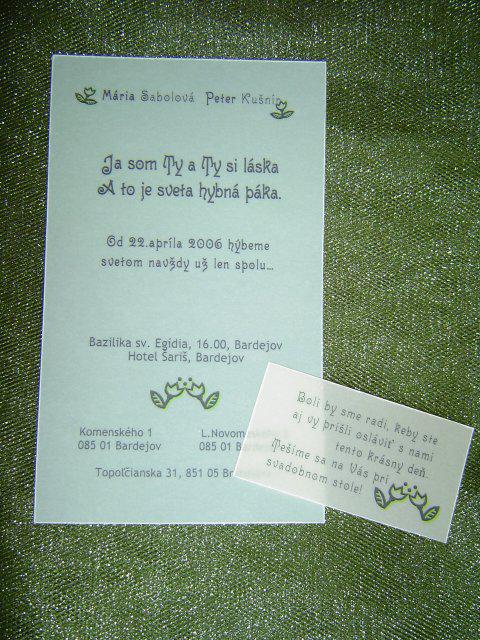 Mária Sabolová Peter Kušnír
Ja som Ty a Ty si láska
A to je sveta hybná páka.
Od 22.apríla 2006 hýbeme
svetom navždy už len spolu...
Bazilika sv. Egídia, 16.00, Bardejov
Hotel Šariš, Bardejov
Komenského 1
085 01 Bardejov
L.Novom
085 01 B
Topoľčianska 31, 851 05 Br
Boli by sme radi, keby ste
aj vy prišli osláviť s nami
tento krásny deň.
Tešíme sa na Vás pri
svadobnom stole!